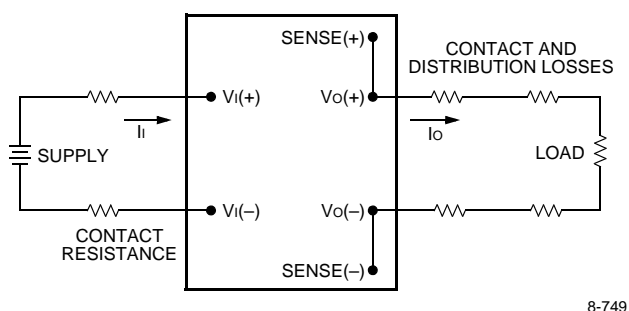 SENSE(+)
CONTACT AND
DISTRIBUTION LOSSES
VI(+)
VO(+)
II
IO
SUPPLY
LOAD
VI(–)
VO(–)
CONTACT
RESISTANCE
SENSE(–)
8-749